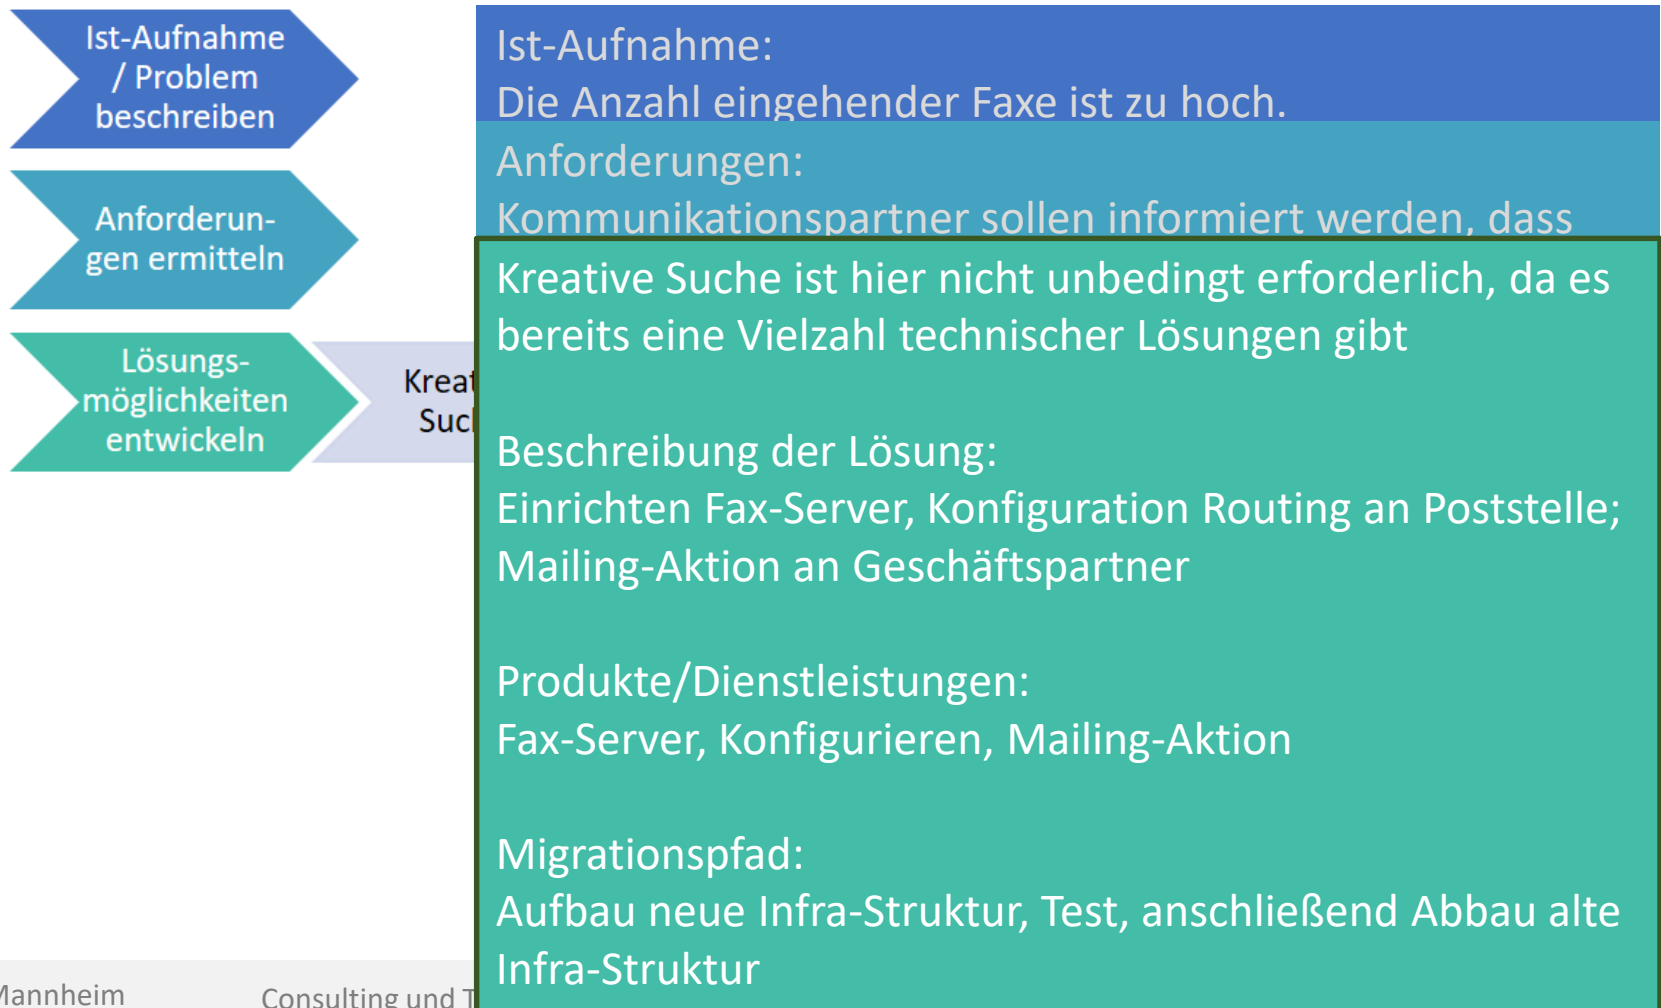 Ist-Aufnahme
/ Problem
beschreiben
Ist-Aufnahme:
Die Anzahl eingehender Faxe ist zu hoch.
Anforderun-
gen ermitteln
Anforderungen:
Kommunikationspartner sollen informiert werden, dass
Lösungs-
möglichkeiten
entwickeln
Kreative Suche ist hier nicht unbedingt erforderlich, da es
bereits eine Vielzahl technischer Lösungen gibt
Beschreibung der Lösung:
Einrichten Fax-Server, Konfiguration Routing an Poststelle;
Mailing-Aktion an Geschäftspartner
Produkte/Dienstleistungen:
Fax-Server, Konfigurieren, Mailing-Aktion
Migrationspfad:
Aufbau neue Infra-Struktur, Test, anschließend Abbau alte
Infra-Struktur
Mannheim
Consulting und